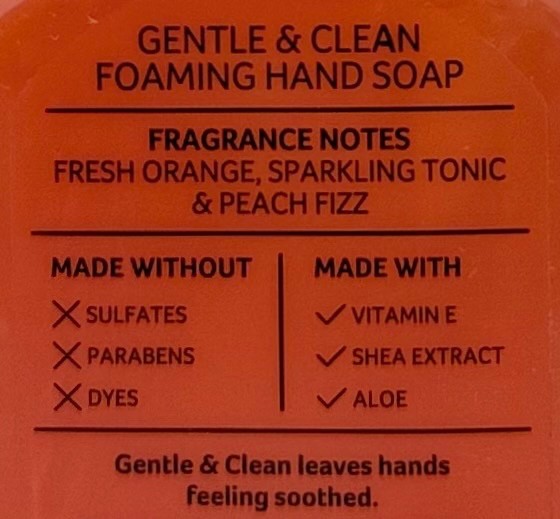 GENTLE & CLEAN
FOAMING HAND SOAP
FRAGRANCE NOTES
FRESH ORANGE, SPARKLING TONIC
& PEACH FIZZ
MADE WITHOUT
SULFATES
PARABENS
DYES
MADE WITH
VITAMIN E
SHEA EXTRACT
ALOE
Gentle & Clean leaves hands
feeling soothed.